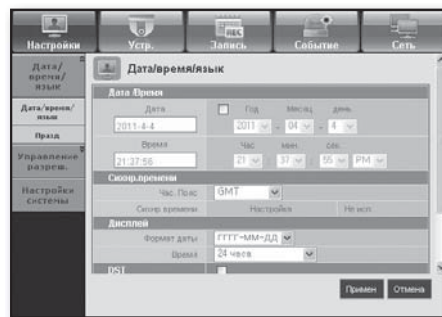 Настройки Устр. Запись Событие Сеть
REC
Дата/время/язык
Дата/время/язык
Дата/время/язык
Празд
Управление разреш.
Настройки системы
Дата/Время
Дата Год Месяц день
2011-4-4 2011 - 04 - 4
Время Час мин. сек.
21:37:56 21 : 37 : 55 PM
Синхр.времени
Час. Пояс GMT
Синхр времени Настройка Не исп
Дисплей
Формат даты ГГГГ-ММ-ДД
Время 24 часа
DST
Примен Отмена